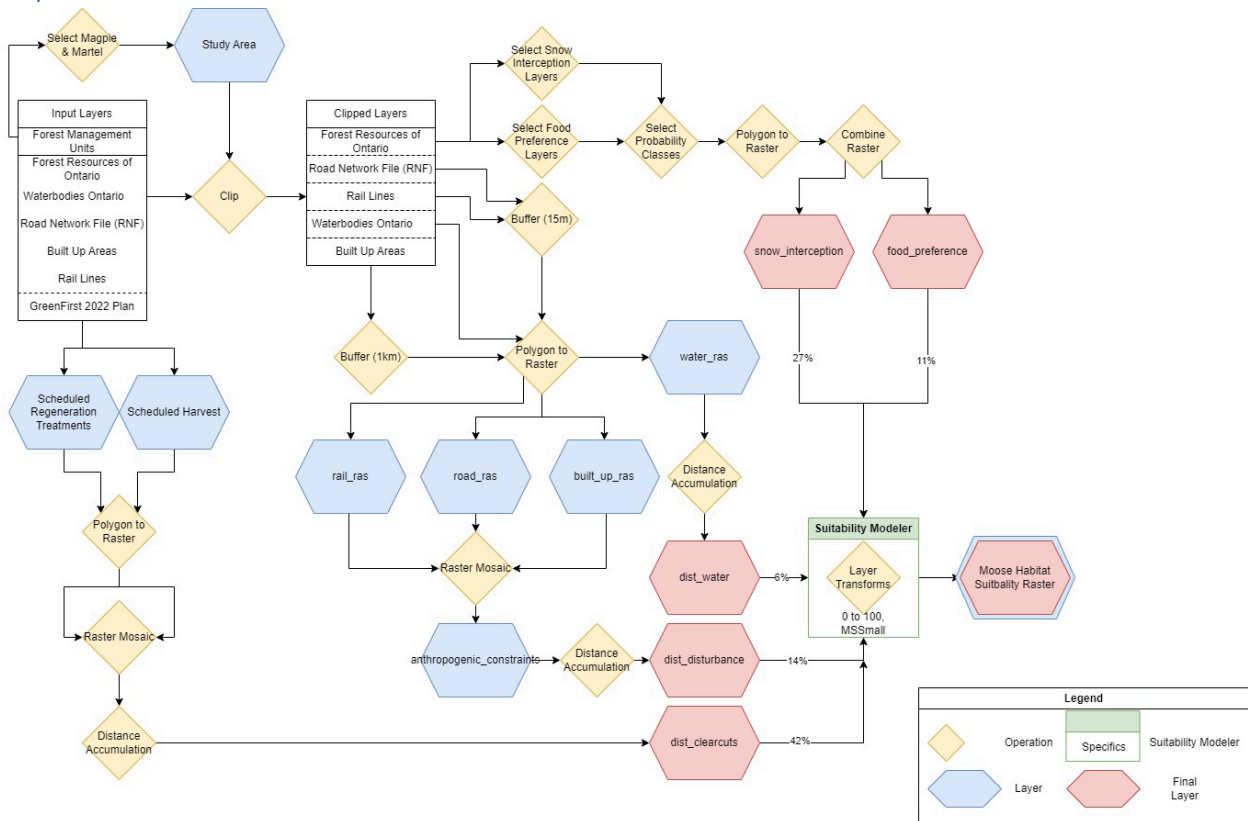 Select Magpie
& Martel
Study Area
Input Layers
Forest Management
Units
Forest Resources of
Ontario
Waterbodies Ontario
Road Network File (RNF)
Built Up Areas
Rail Lines
GreenFirst 2022 Plan
Clip
Clipped Layers
Forest Resources of
Ontario
Road Network File (RNF)
Rail Lines
Waterbodies Ontario
Built Up Areas
Select Snow
Interception
Layers
Select Food
Preference
Layers
Select
Probability
Classes
Polygon to
Raster
Combine
Raster
Buffer (15m)
snow_interception
food_preference
27%
11%
Buffer (1km)
Polygon to
Raster
water_ras
Scheduled
Regeneration
Treatments
Scheduled Harvest
rail_ras
road_ras
built_up_ras
Distance
Accumulation
Polygon to
Raster
Raster Mosaic
dist_water
6%
Suitability Modeler
Layer
Transforms
0 to 100,
MSSmall
Moose Habitat
Suitbality Raster
Raster Mosaic
anthropogenic_constraints
Distance
Accumulation
dist_disturbance
14%
Distance
Accumulation
dist_clearcuts
42%
Legend
Operation
Specifics
Suitability Modeler
Layer
Final
Layer